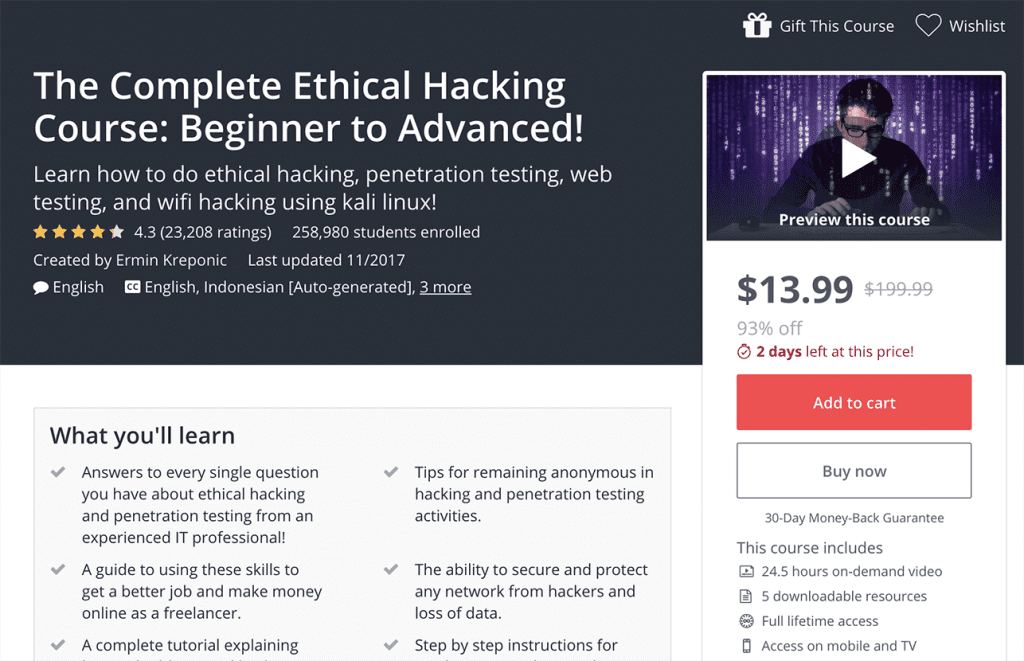 Gift This Course
Wishlist
The Complete Ethical Hacking
Course: Beginner to Advanced!
Learn how to do ethical hacking, penetration testing, web
testing, and wifi hacking using kali linux!
4.3 (23,208 ratings) 258,980 students enrolled
Created by Ermin Kreponic Last updated 11/2017
English CC English, Indonesian [Auto-generated], 3 more
Preview this course
$13.99 $199.99
93% off
2 days left at this price!
Add to cart
Buy now
30-Day Money-Back Guarantee
This course includes
24.5 hours on-demand video
5 downloadable resources
Full lifetime access
Access on mobile and TV
What you'll learn
Answers to every single question
you have about ethical hacking
and penetration testing from an
experienced IT professional!
Tips for remaining anonymous in
hacking and penetration testing
activities.
A guide to using these skills to
get a better job and make money
online as a freelancer.
The ability to secure and protect
any network from hackers and
loss of data.
A complete tutorial explaining
Step by step instructions for